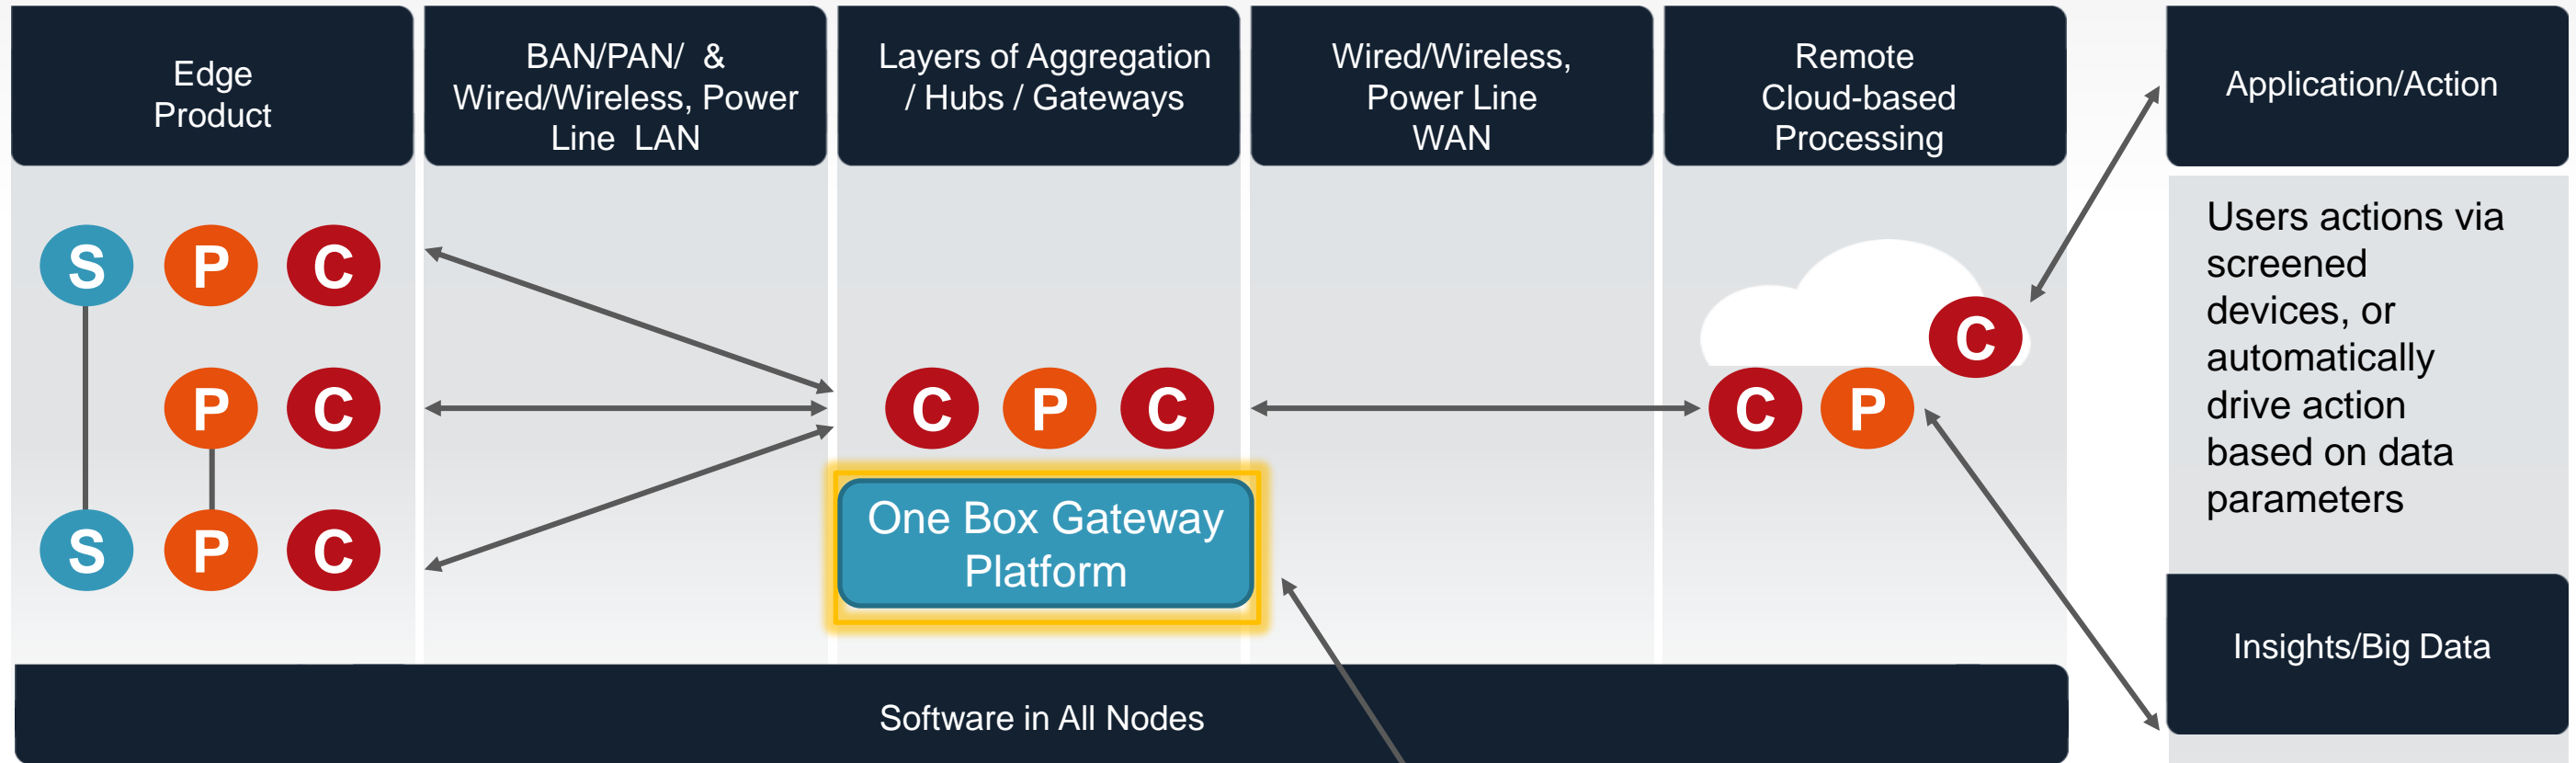 Edge
Product
BAN/PAN/ &
Wired/Wireless, Power
Line LAN
Layers of Aggregation
/ Hubs / Gateways
Wired/Wireless,
Power Line
WAN
Remote
Cloud-based
Processing
Application/Action
S P C
P C
S P C
C P C
One Box Gateway
Platform
C
C P
Users actions via
screened
devices, or
automatically
drive action
based on data
parameters
Insights/Big Data
Software in All Nodes